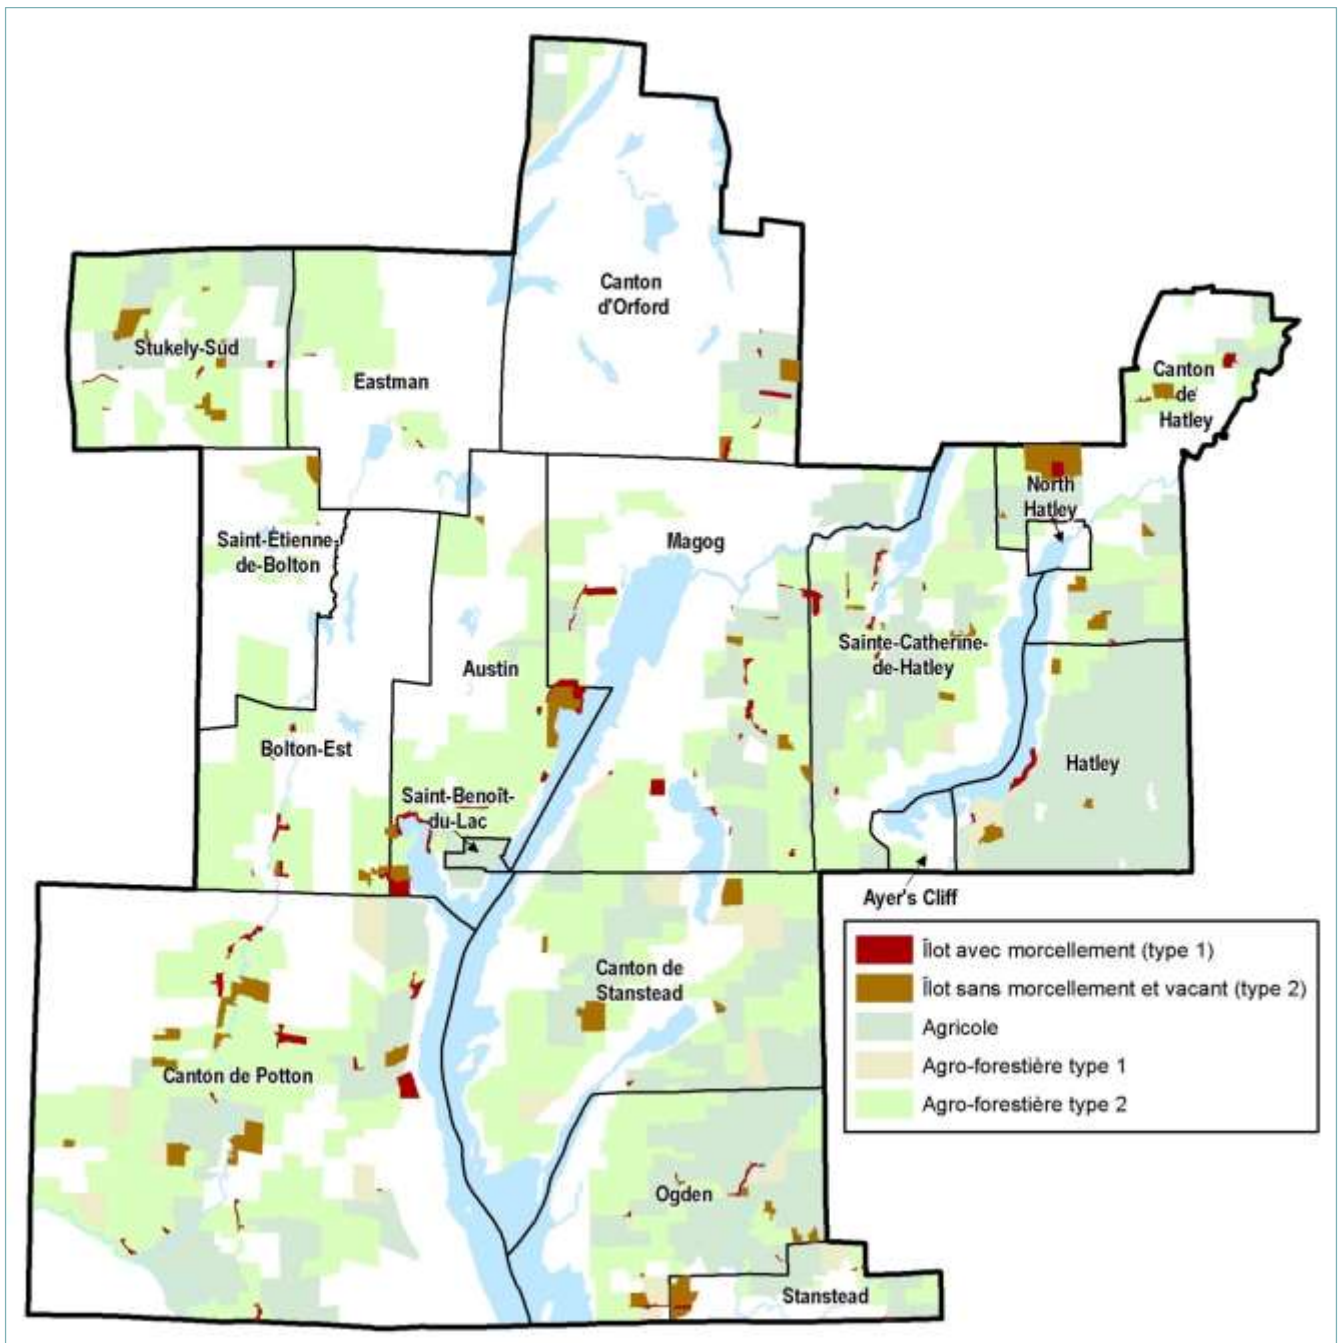 Canton
d'Orford
Stukely-Sud
Eastman
Canton
de
Hatley
North
Hatley
Saint-Étienne-
de-Bolton
Magog
Sainte-Catherine-
de-Hatley
Austin
Bolton-Est
Hatley
Saint-Benoît-
du-Lac
Ayer's Cliff
Canton de
Stanstead
Canton de Potton
Ogden
Stanstead
Îlot avec morcellement (type 1)
Îlot sans morcellement et vacant (type 2)
Agricole
Agro-forestière type 1
Agro-forestière type 2